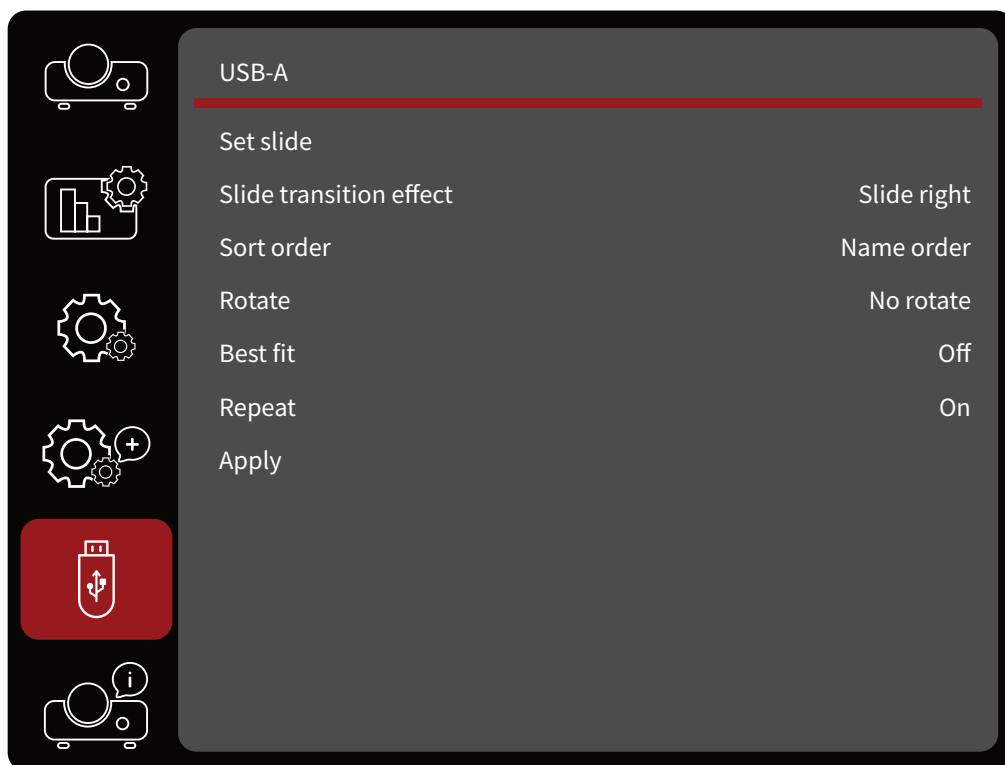 USB-A
Set slide
Slide transition effect Slide right
Sort order Name order
Rotate No rotate
Best fit Off
Repeat On
Apply